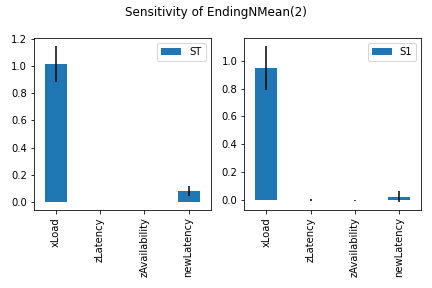 Sensitivity of EndingNMean(2)
1.2
1.0
0.8
0.6
0.4
0.2
0.0
ST
xLoad
zLatency
zAvailability
newLatency
1.0
0.8
0.6
0.4
0.2
0.0
S1
xLoad
zLatency
zAvailability
newLatency